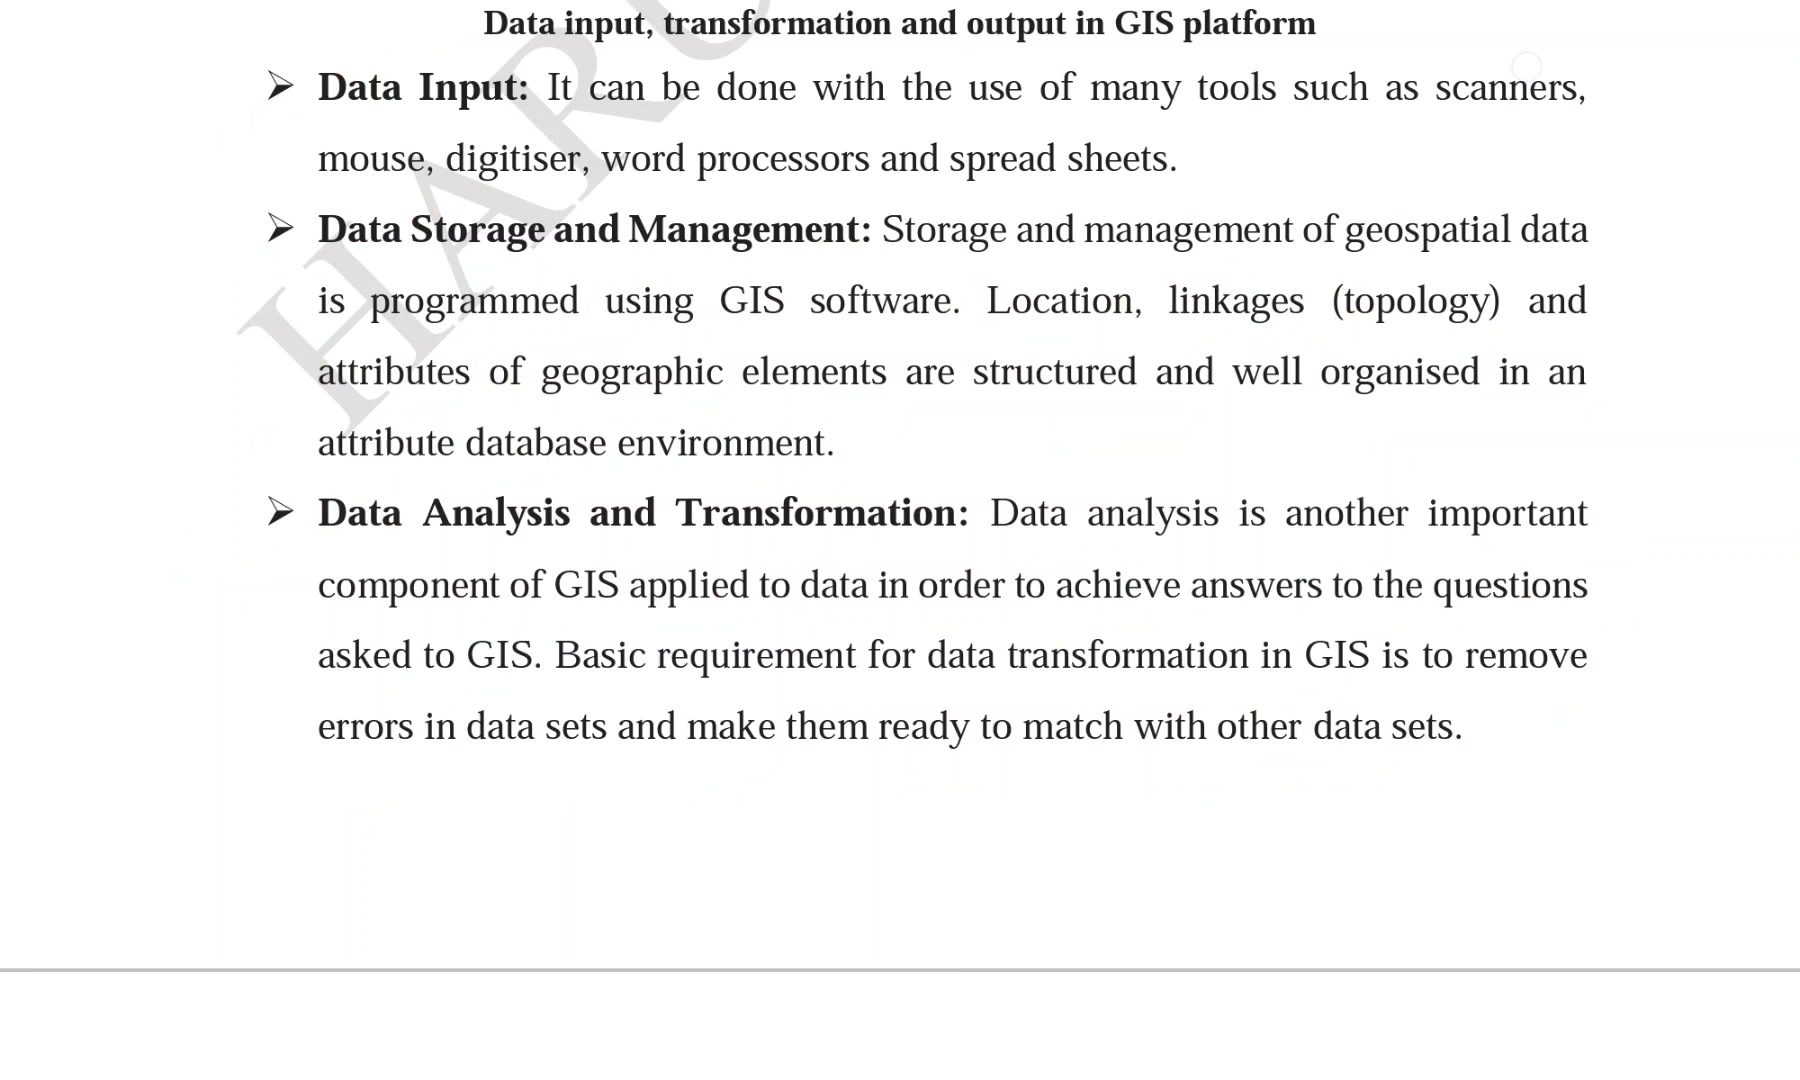 Data input, transformation and output in GIS platform
➢ Data Input: It can be done with the use of many tools such as scanners,
mouse, digitiser, word processors and spread sheets.
➢ Data Storage and Management: Storage and management of geospatial data
is programmed using GIS software. Location, linkages (topology) and
attributes of geographic elements are structured and well organised in an
attribute database environment.
➢ Data Analysis and Transformation: Data analysis is another important
component of GIS applied to data in order to achieve answers to the questions
asked to GIS. Basic requirement for data transformation in GIS is to remove
errors in data sets and make them ready to match with other data sets.